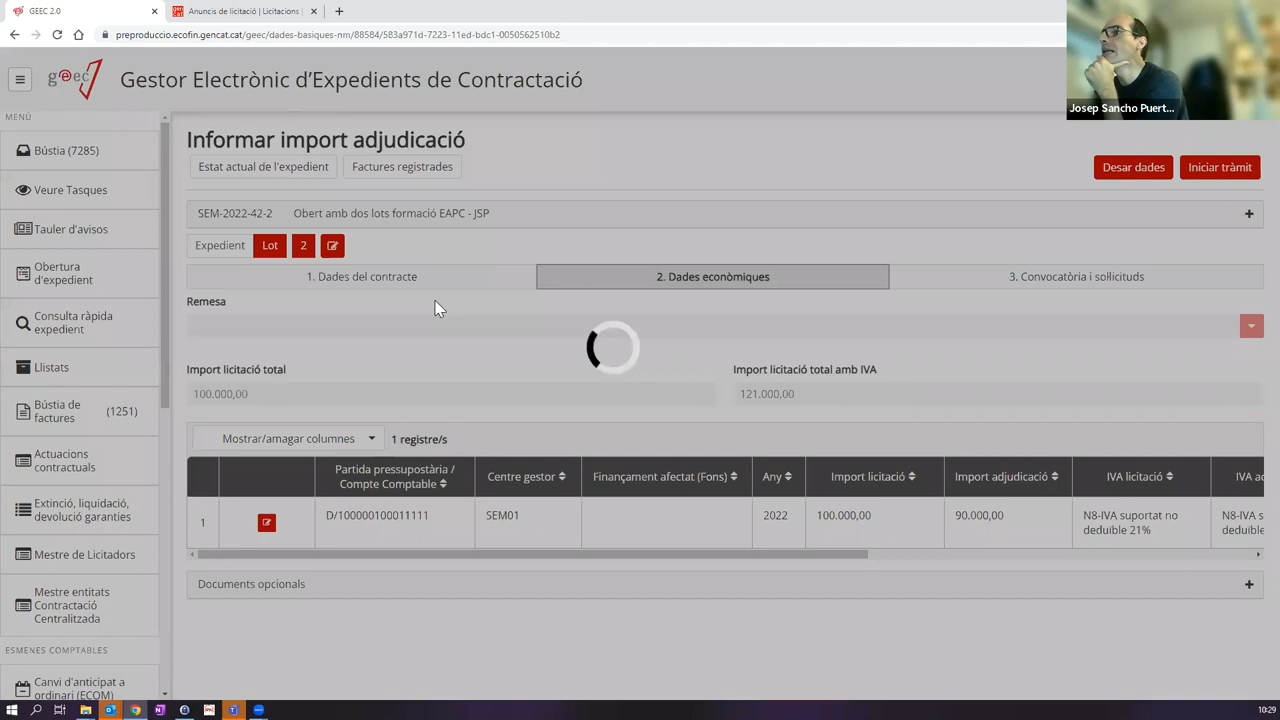 GEEC 2.0
Anuncis de licitació | Licitacions
preproduccio.ecofin.gencat.cat/geec/dades-basiques-nm/88584/583a971d-7223-11ed-bdc1-0050562510b2
geec
Gestor Electrònic d'Expedients de Contractació
Josep Sancho Puert...
MENÚ
Bústia (7285)
Veure Tasques
Tauler d'avisos
Obertura
d'expedient
Consulta ràpida
expedient
Llistats
Bústia de
factures
(1251)
Actuacions
contractuals
Extinció, liquidació,
devolució garanties
Mestre de Licitadors
Mestre entitats
Contractació
Centralitzada
ESMENES COMPTABLES
Canvi d'anticipat a
ordinari (ECOM)
Informar import adjudicació
Estat actual de l'expedient
Factures registrades
Desar dades
Iniciar tràmit
SEM-2022-42-2 Obert amb dos lots formació EAPC - JSP
Expedient Lot 2
1. Dades del contracte
2. Dades econòmiques
3. Convocatòria i sol·licituds
Remesa
Import licitació total
100.000,00
Import licitació total amb IVA
121.000,00
Mostrar/amagar columnes
1 registre/s
Partida pressupostària /
Compte Comptable
Centre gestor
Finançament afectat (Fons)
Any
Import licitació
Import adjudicació
IVA licitació
IVA ad
1
D/100000100011111
SEM01
2022
100.000,00
90.000,00
N8-IVA suportat no
deduïble 21%
N8-IVA s
deduïble
Documents opcionals
10:29